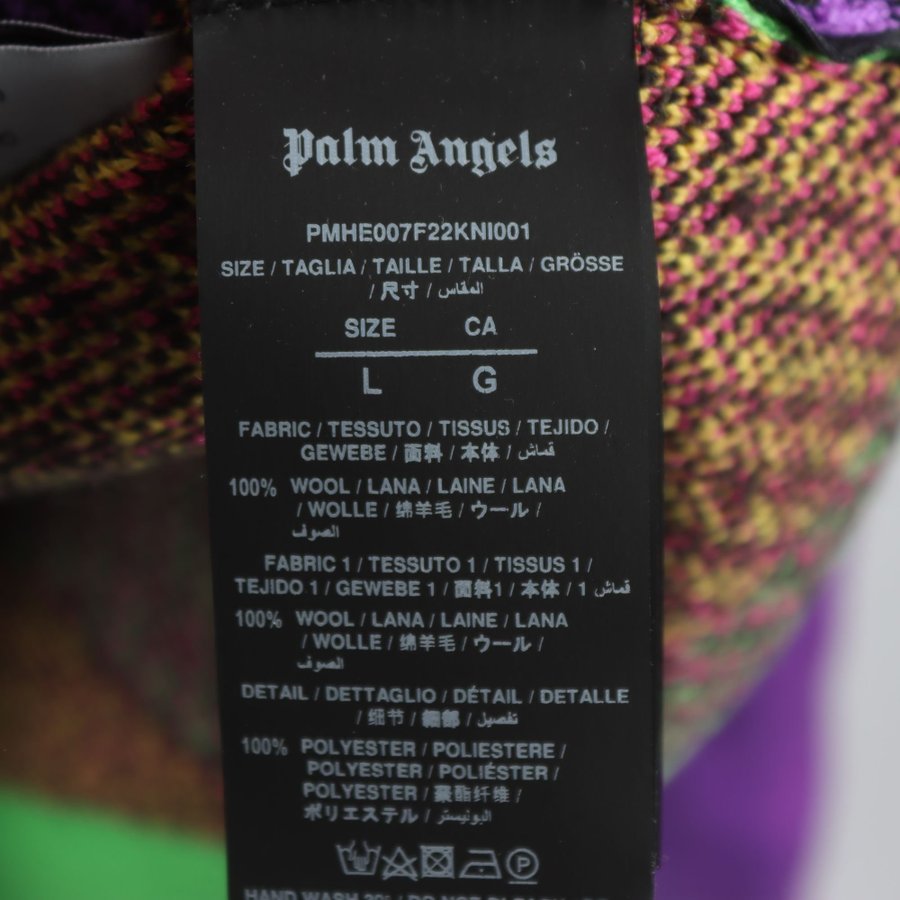 Palm Angels
PMHE007F22KNI001
SIZE / TAGLIA / TAILLE / TALLA / GRÖSSE
/ 尺寸 / المقاس
SIZE CA
L G
FABRIC / TESSUTO / TISSUS / TEJIDO /
GEWEBE / 面料 / 本体 / قماش
100% WOOL / LANA / LAINE / LANA
/ WOLLE / 绵羊毛 / ウール /
الصوف
FABRIC 1 / TESSUTO 1 / TISSUS 1 /
TEJIDO 1 / GEWEBE 1 / 面料1 / 本体 / 1 قماش
100% WOOL / LANA / LAINE / LANA
/ WOLLE / 绵羊毛 / ウール /
الصوف
DETAIL / DETTAGLIO / DÉTAIL / DETALLE
/ 细节 / 細部 / تفصيل
100% POLYESTER / POLIESTERE /
POLYESTER / POLIÉSTER /
POLYESTER / 聚酯纤维 /
ポリエステル / البوليستر
HAND WASH